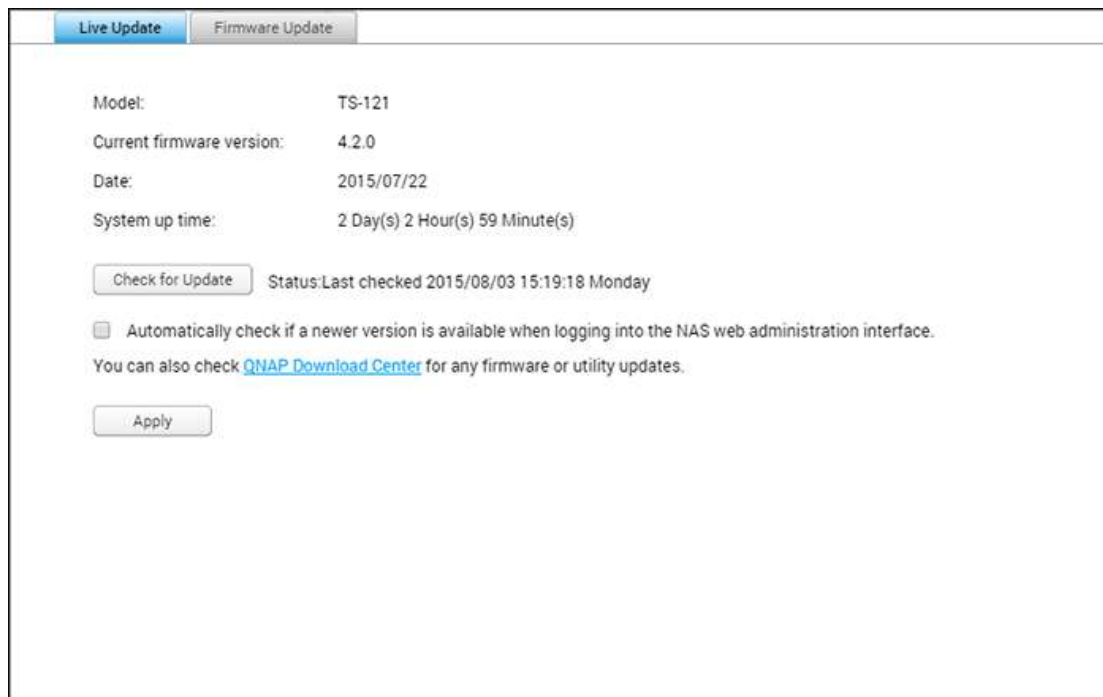 Live Update Firmware Update
Model: TS-121
Current firmware version: 4.2.0
Date: 2015/07/22
System up time: 2 Day(s) 2 Hour(s) 59 Minute(s)
Check for Update Status:Last checked 2015/08/03 15:19:18 Monday
Automatically check if a newer version is available when logging into the NAS web administration interface.
You can also check QNAP Download Center for any firmware or utility updates.
Apply